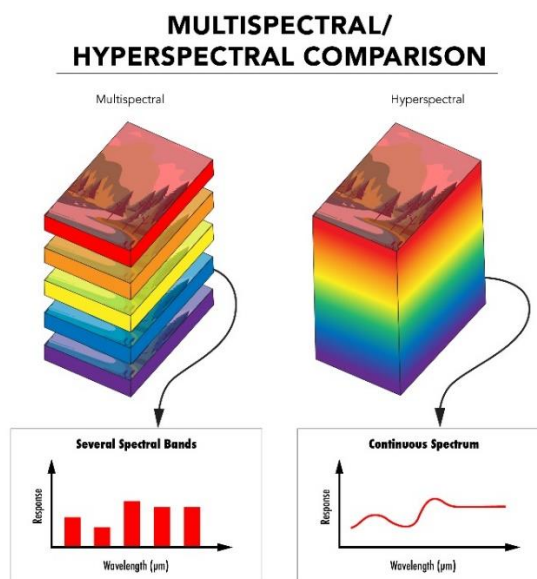 MULTISPECTRAL/
HYPERSPECTRAL COMPARISON
Multispectral
Hyperspectral
Several Spectral Bands
Response
Wavelength (µm)
Continuous Spectrum
Response
Wavelength (µm)